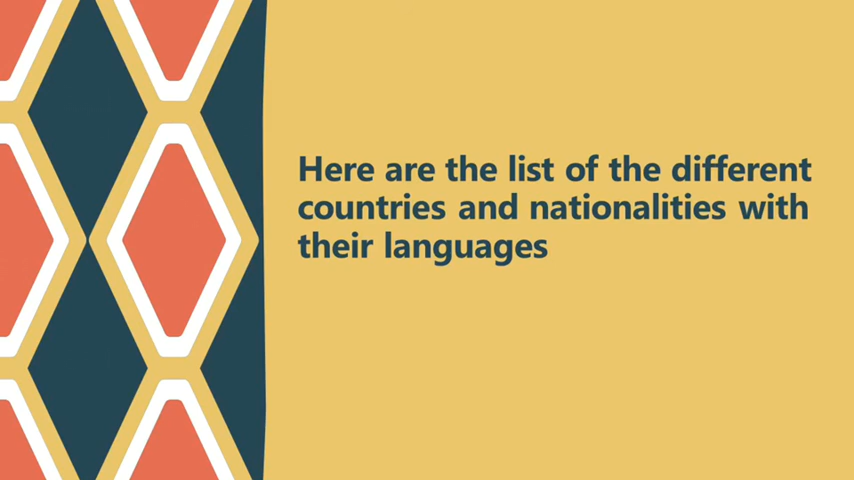 Here are the list of the different
countries and nationalities with
their languages